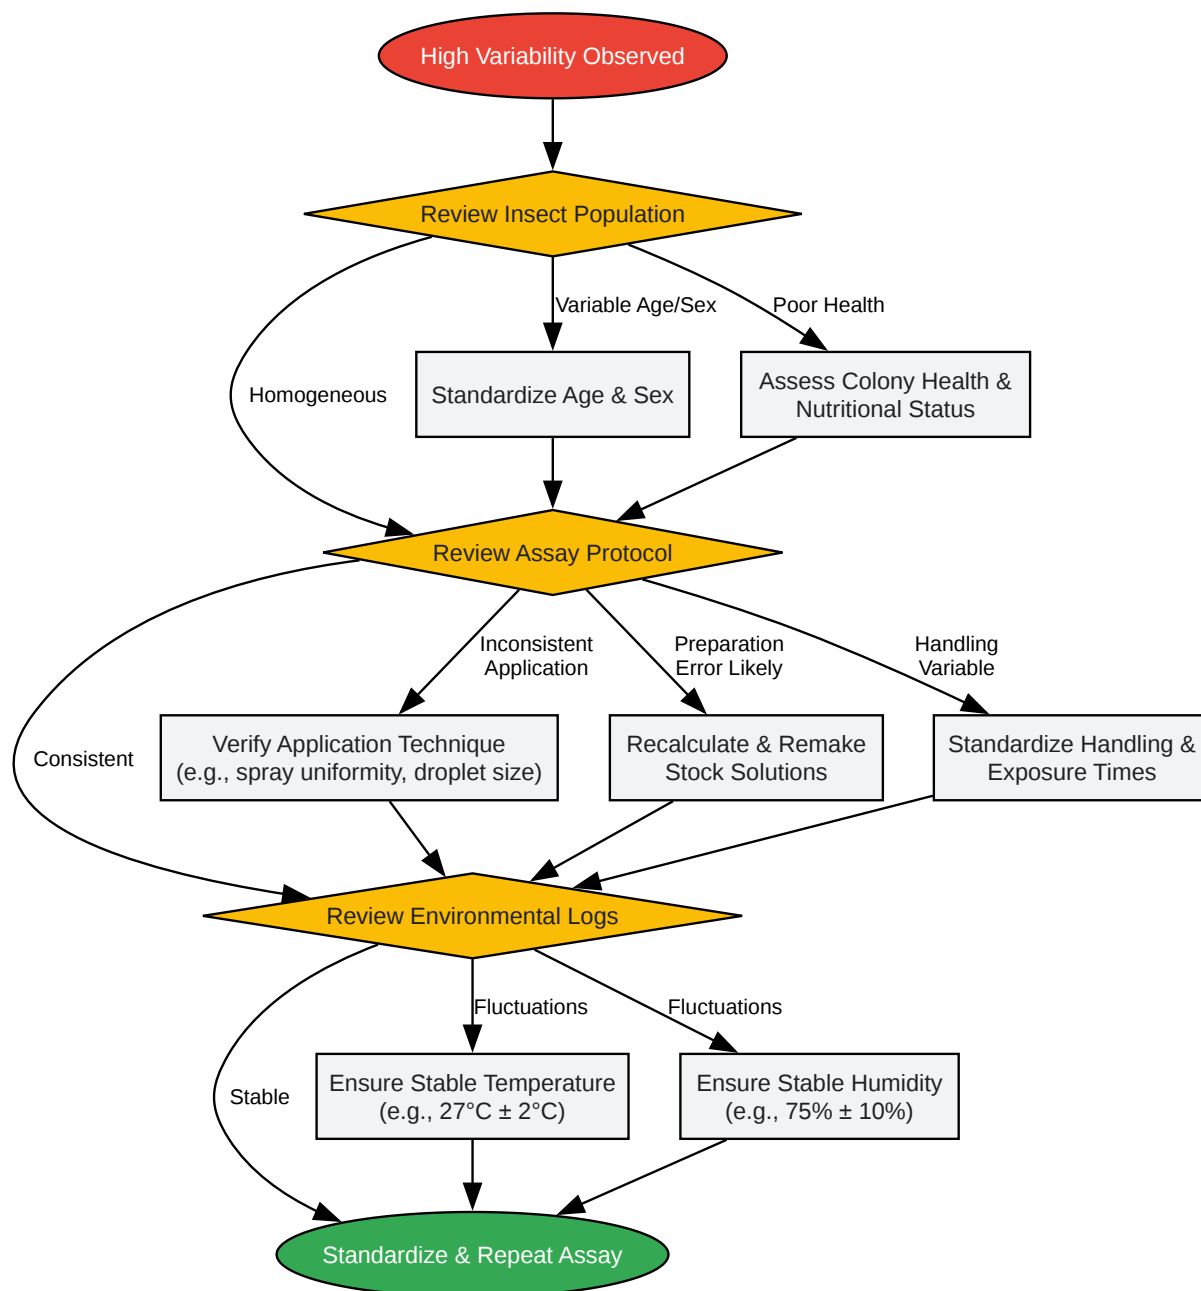 High Variability Observed
Review Insect Population
Variable Age/Sex
Poor Health
Homogeneous
Standardize Age & Sex
Assess Colony Health &
Nutritional Status
Review Assay Protocol
Inconsistent
Application
Preparation
Error Likely
Handling
Variable
Consistent
Verify Application Technique
(e.g., spray uniformity, droplet size)
Recalculate & Remake
Stock Solutions
Standardize Handling &
Exposure Times
Review Environmental Logs
Fluctuations
Fluctuations
Stable
Ensure Stable Temperature
(e.g., 27°C ± 2°C)
Ensure Stable Humidity
(e.g., 75% ± 10%)
Standardize & Repeat Assay